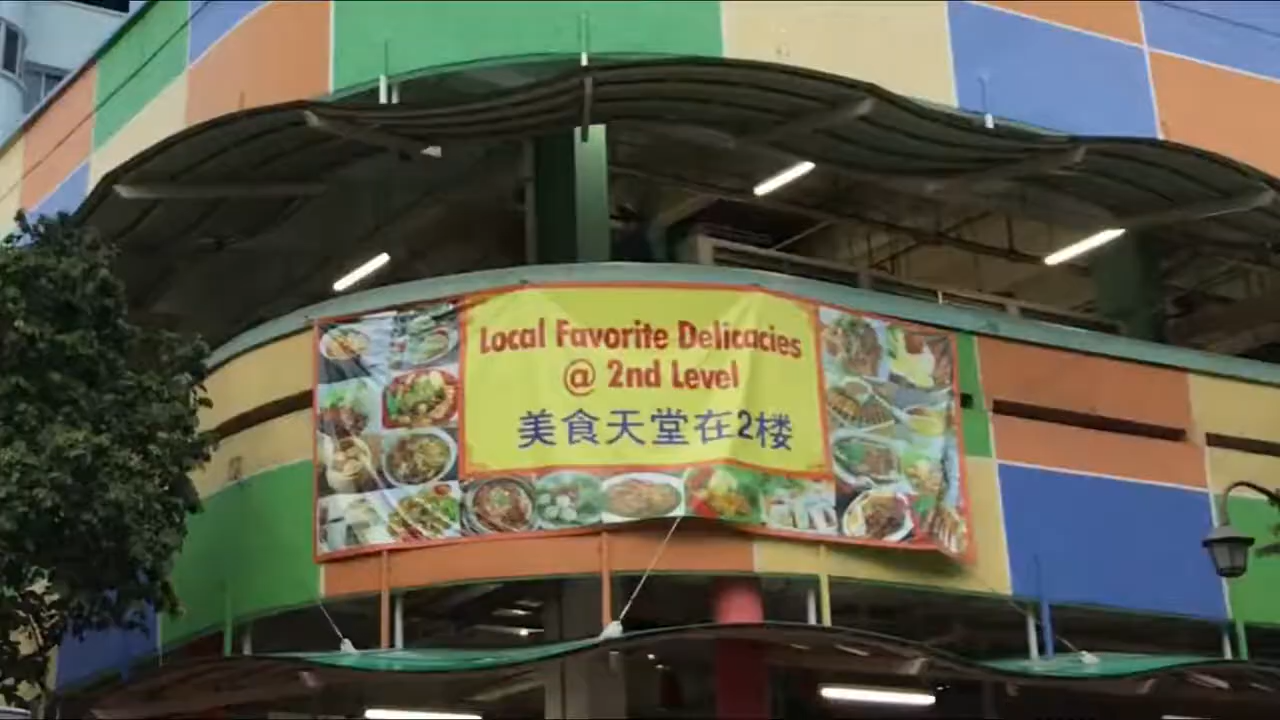 Local Favorite Delicacies
@ 2nd Level
美食天堂在2楼